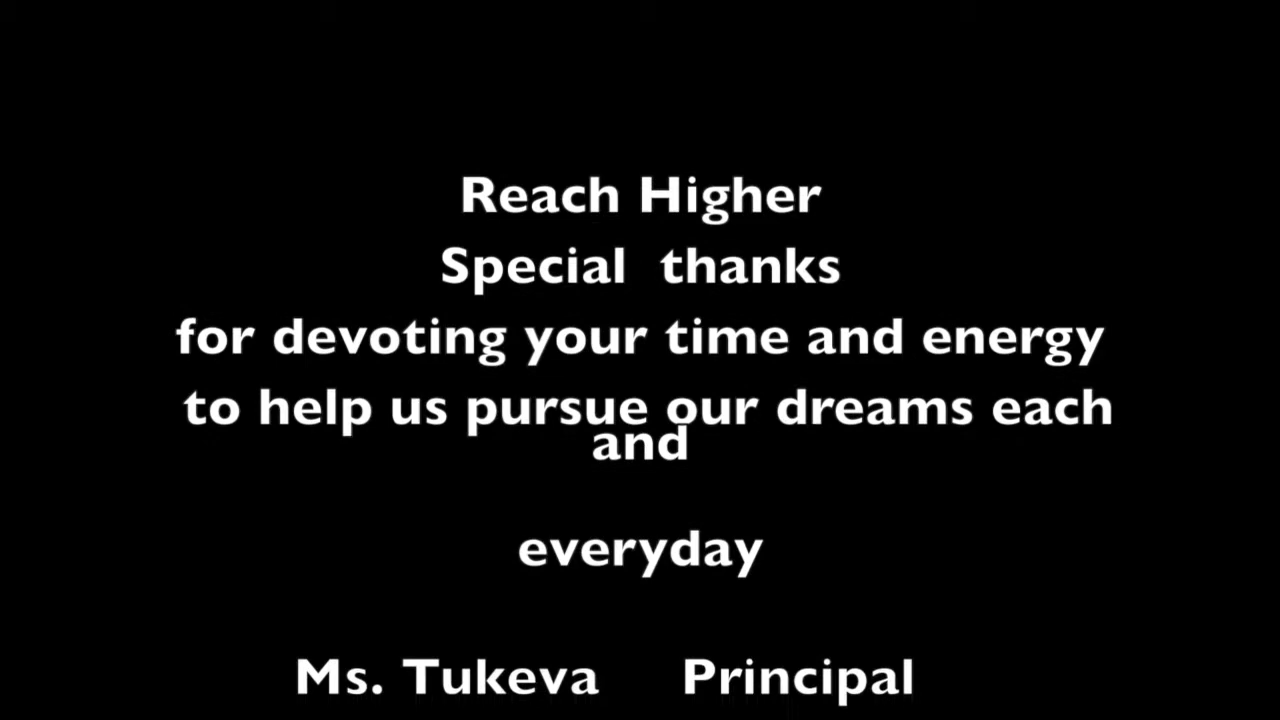 Reach Higher
Special thanks
for devoting your time and energy
to help us pursue our dreams each
and
everyday
Ms. Tukeva Principal